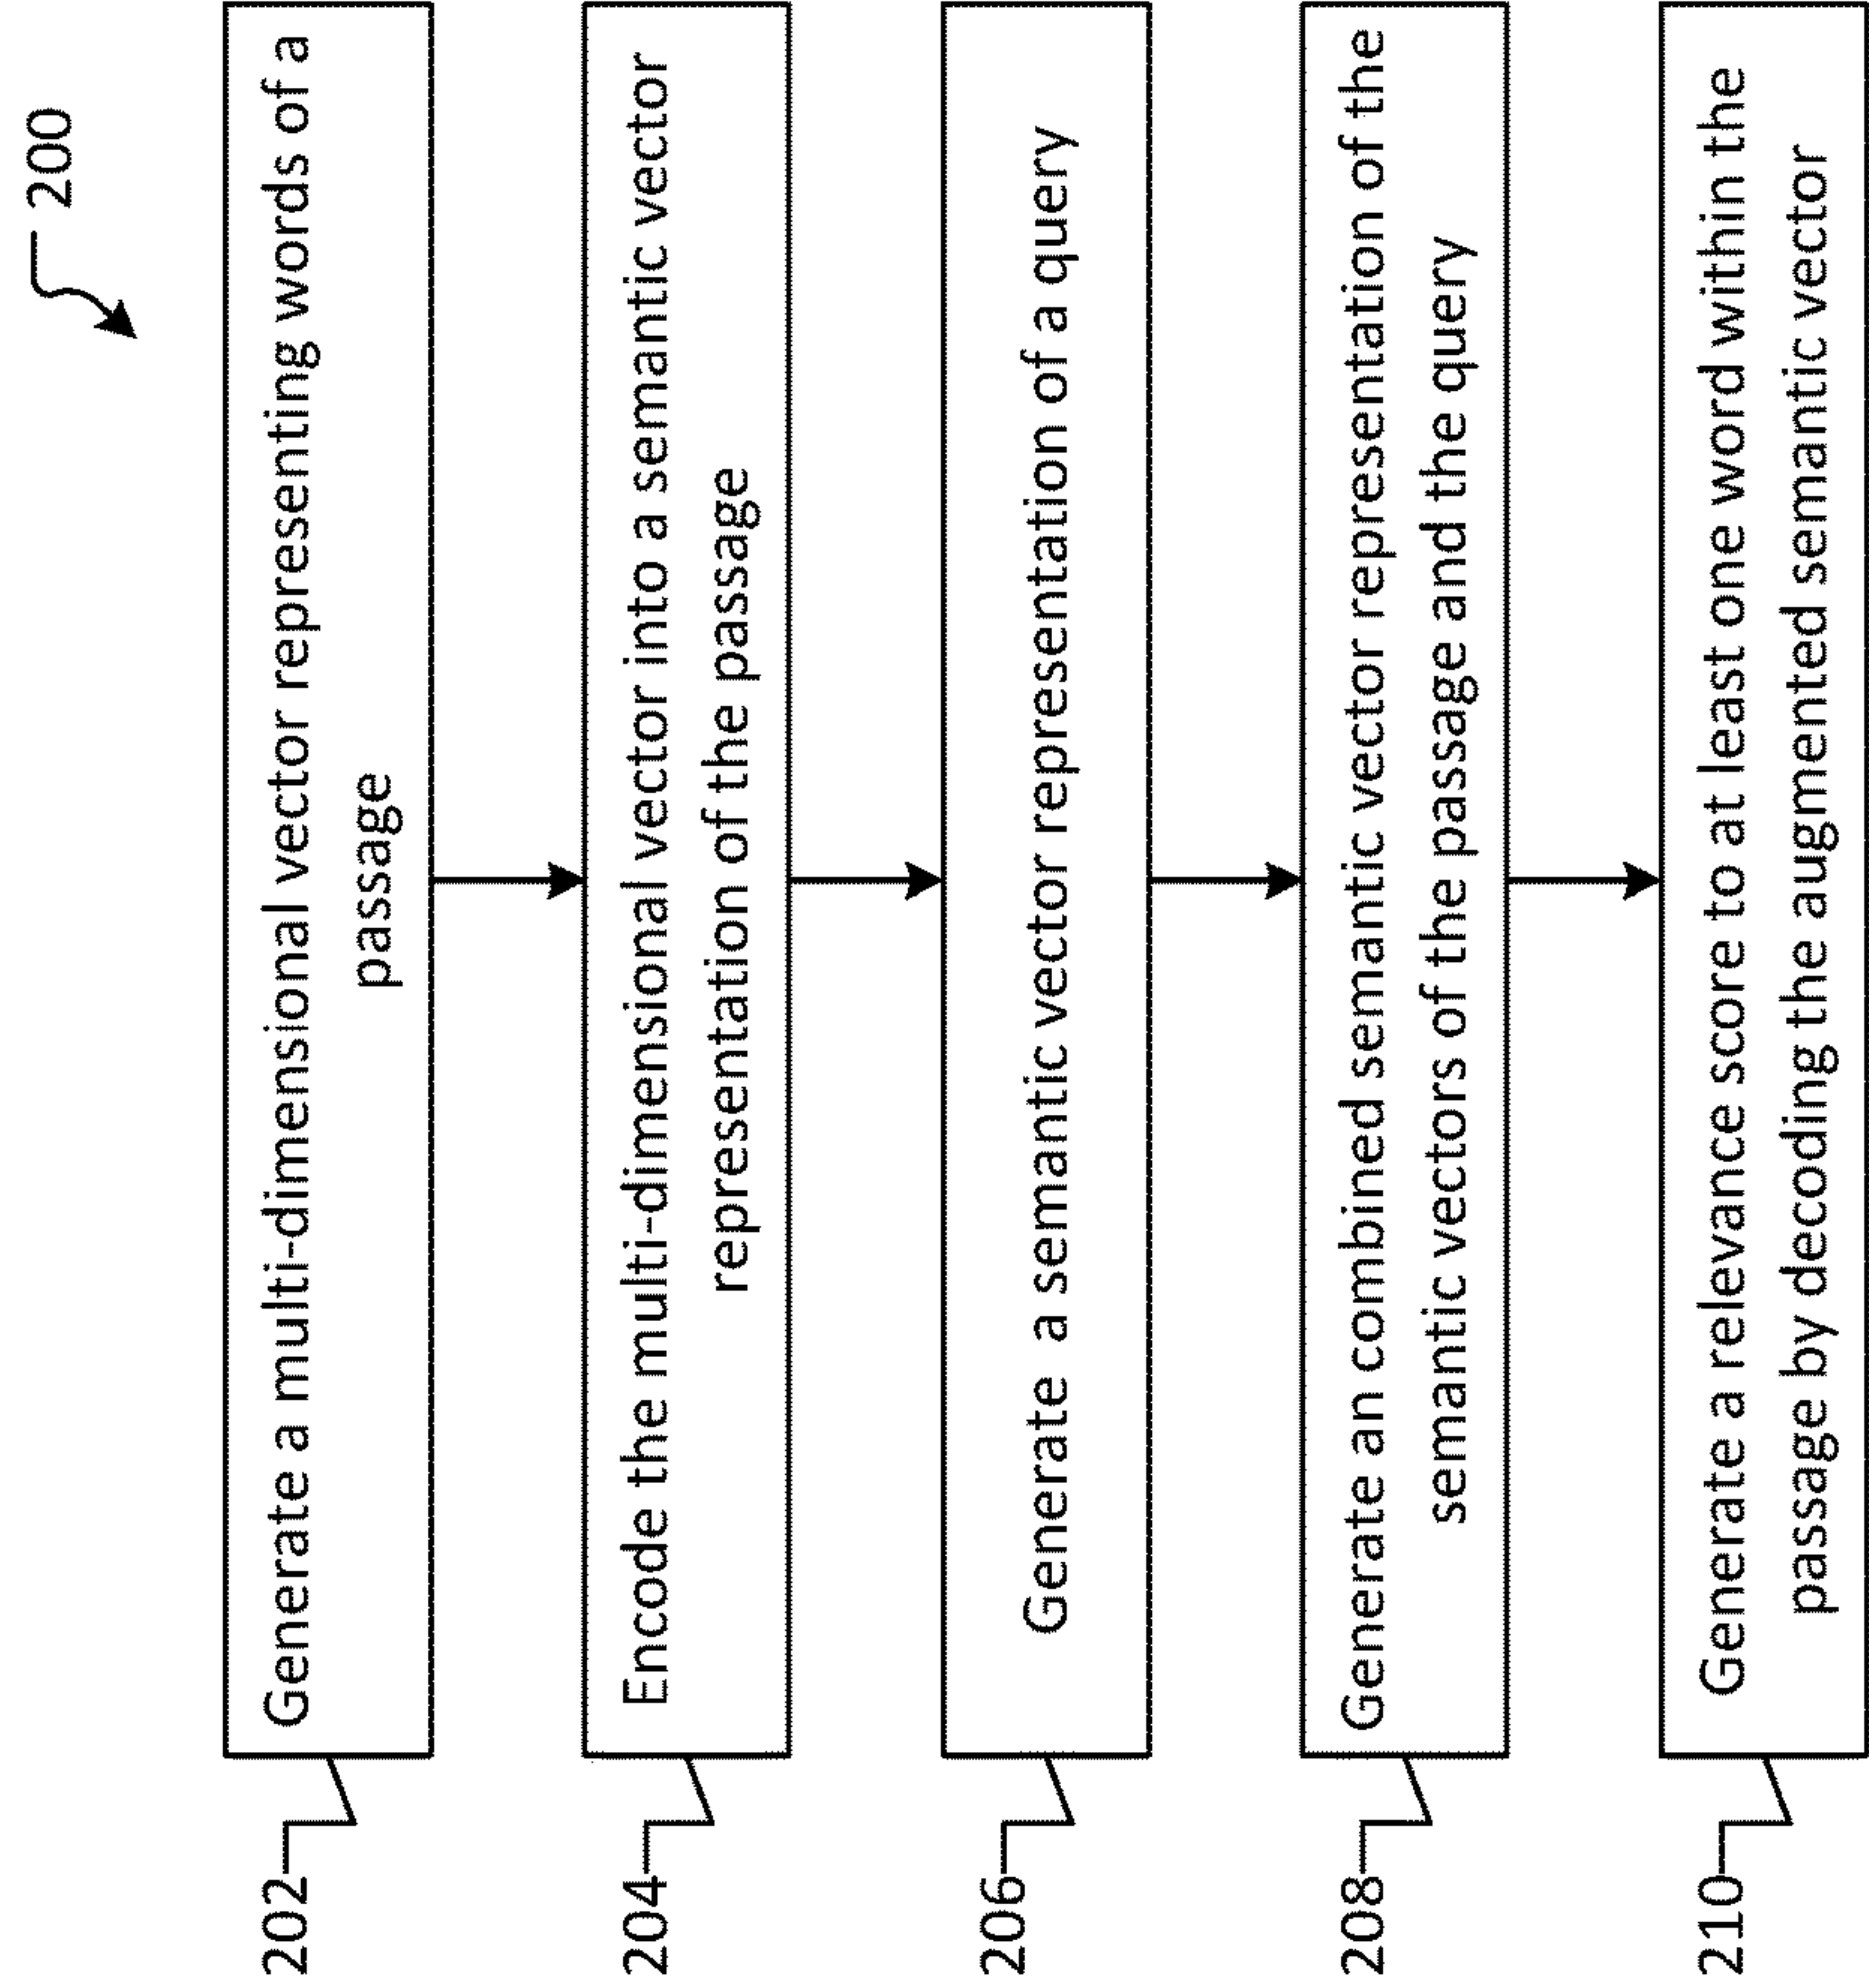 200
202
Generate a multi-dimensional vector representing words of a
passage
204
Encode the multi-dimensional vector into a semantic vector
representation of the passage
206
Generate a semantic vector representation of a query
208
Generate an combined semantic vector representation of the
semantic vectors of the passage and the query
210
Generate a relevance score to at least one word within the
passage by decoding the augmented semantic vector